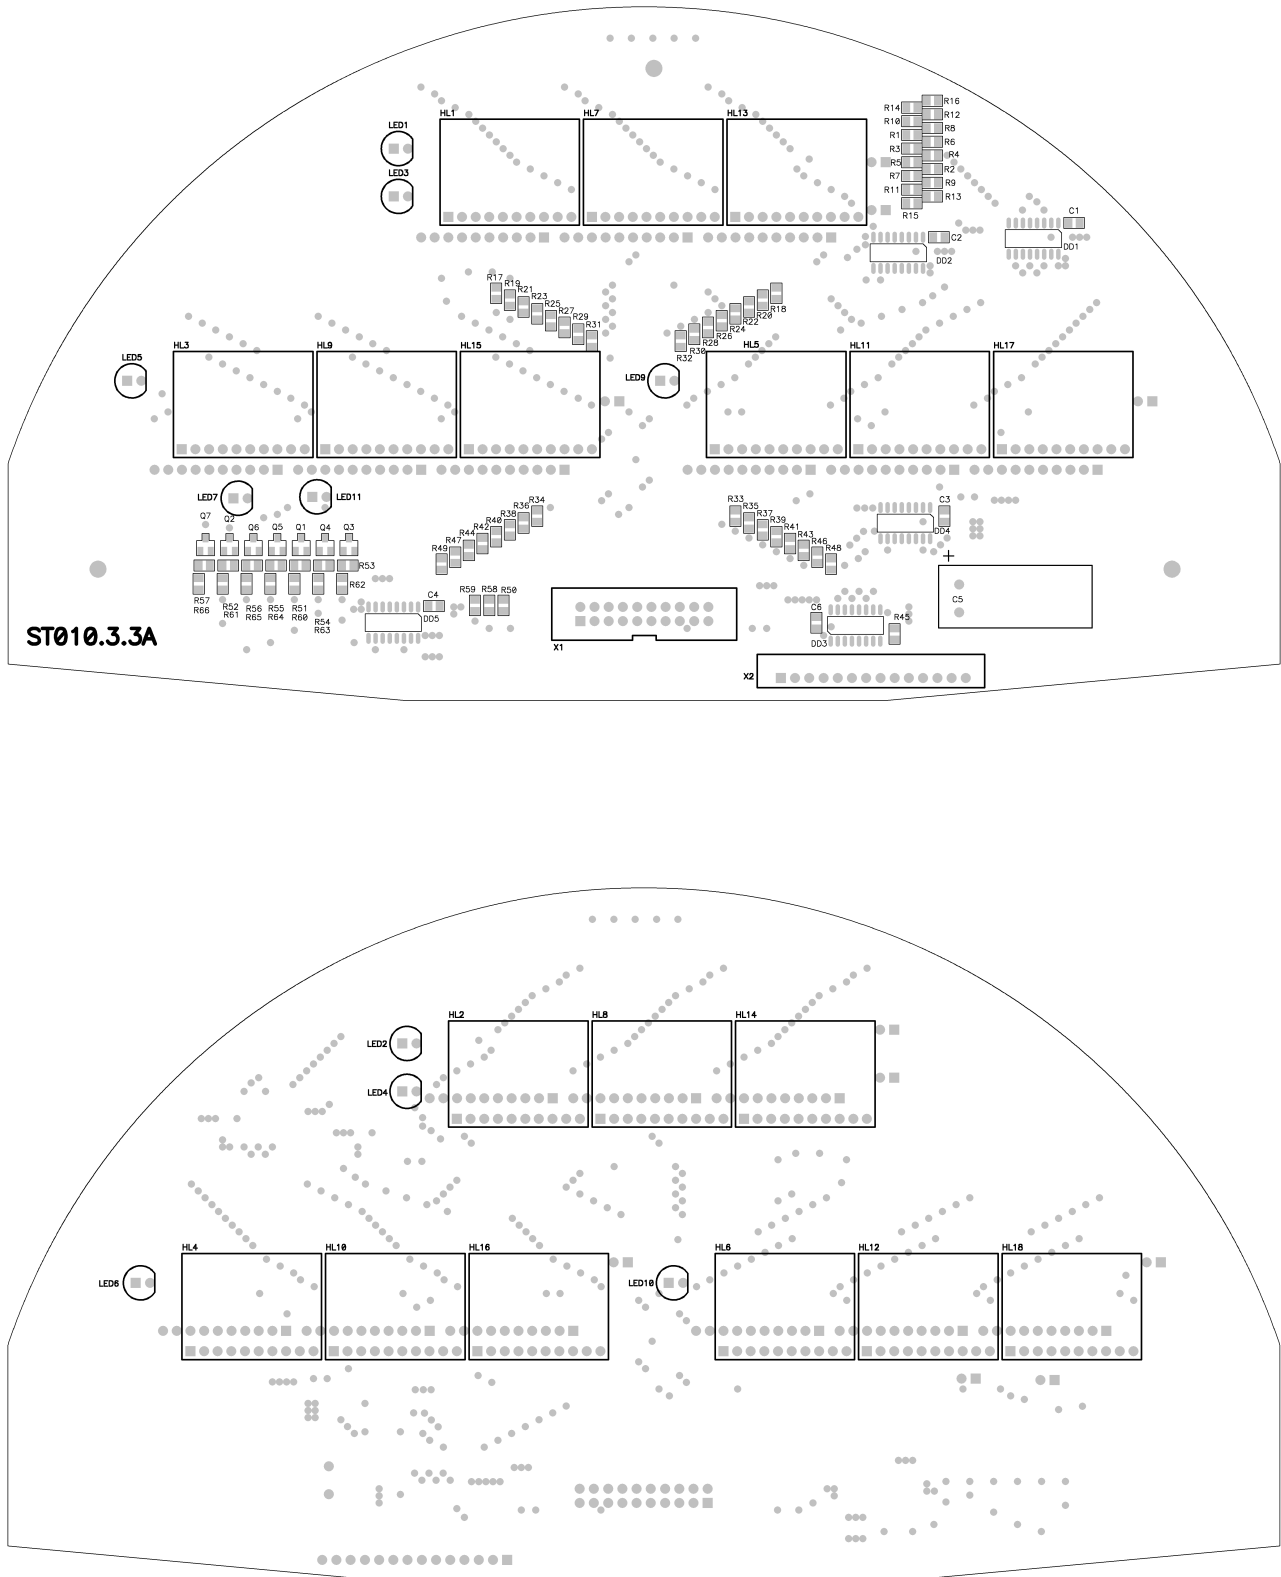 HL1 HL7 HL13
LED1
LED3
R14 R16
R10 R12
R1 R8
R3 R6
R5 R4
R7 R2
R11 R9
R15 R13
C1
C2
DD1
DD2
R17
R19
R21
R23
R25
R27
R29
R31
R18
R20
R22
R24
R26
R28
R30
R32
HL3 HL9 HL15 HL5 HL11 HL17
LED5
LED9
LED7
LED11
R34
R36
R38
R40
R42
R44
R47
R49
R33
R35
R37
R39
R41
R43
R46
R48
C3
DD4
Q7 Q2 Q6 Q5 Q1 Q4 Q3
R53
R62
R57 R52 R56 R55 R51 R54
R66 R61 R65 R64 R60 R63
C4
DD5
R59 R58 R50
+
C5
C6
R45
DD3
ST010.3.3A
X1
X2
HL2 HL8 HL14
LED2
LED4
HL4 HL10 HL16 HL6 HL12 HL18
LED6
LED10